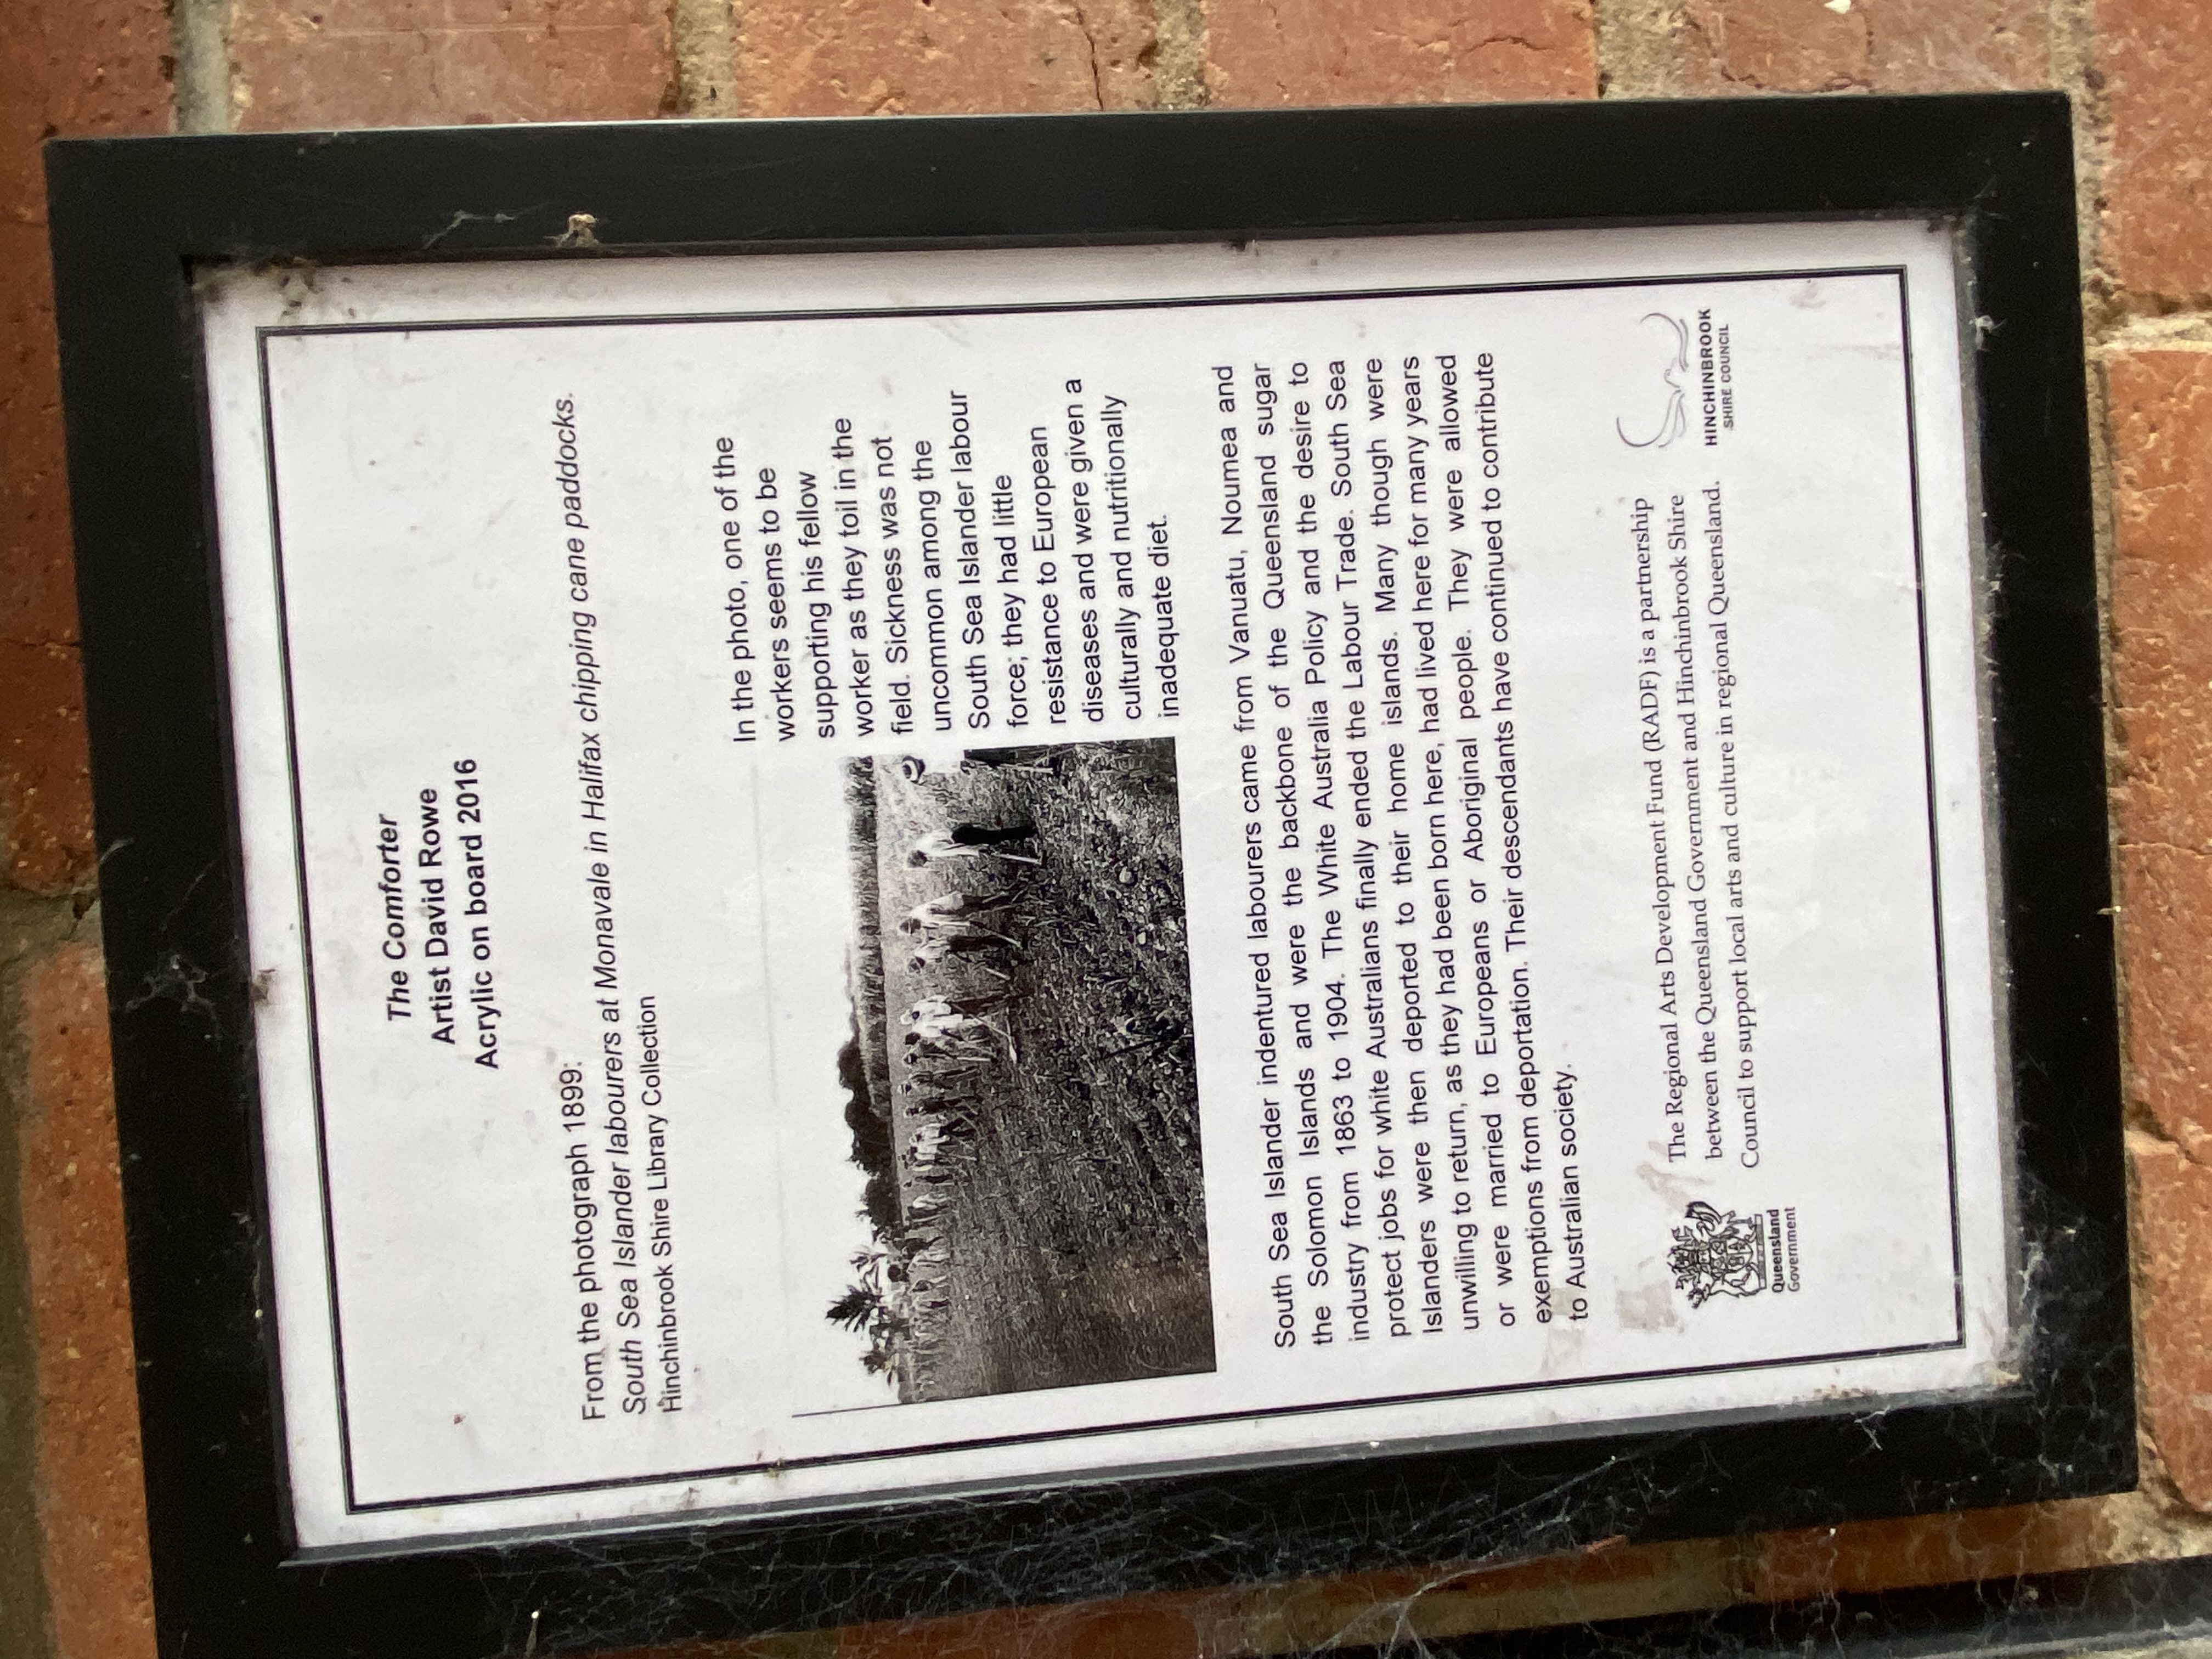 The Comforter
Artist David Rowe
Acrylic on board 2016
From the photograph 1899:
South Sea Islander labourers at Monavale in Halifax chipping cane paddocks.
Hinchinbrook Shire Library Collection
In the photo, one of the
workers seems to be
supporting his fellow
worker as they toil in the
field. Sickness was not
uncommon among the
South Sea Islander labour
force; they had little
resistance to European
diseases and were given a
culturally and nutritionally
inadequate diet.
South Sea Islander indentured labourers came from Vanuatu, Noumea and
the Solomon Islands and were the backbone of the Queensland sugar
industry from 1863 to 1904. The White Australia Policy and the desire to
protect jobs for white Australians finally ended the Labour Trade. South Sea
Islanders were then deported to their home islands. Many though were
unwilling to return, as they had been born here, had lived here for many years
or were married to Europeans or Aboriginal people. They were allowed
exemptions from deportation. Their descendants have continued to contribute
to Australian society.
Queensland
Government
The Regional Arts Development Fund (RADF) is a partnership
between the Queensland Government and Hinchinbrook Shire
Council to support local arts and culture in regional Queensland.
HINCHINBROOK
SHIRE COUNCIL